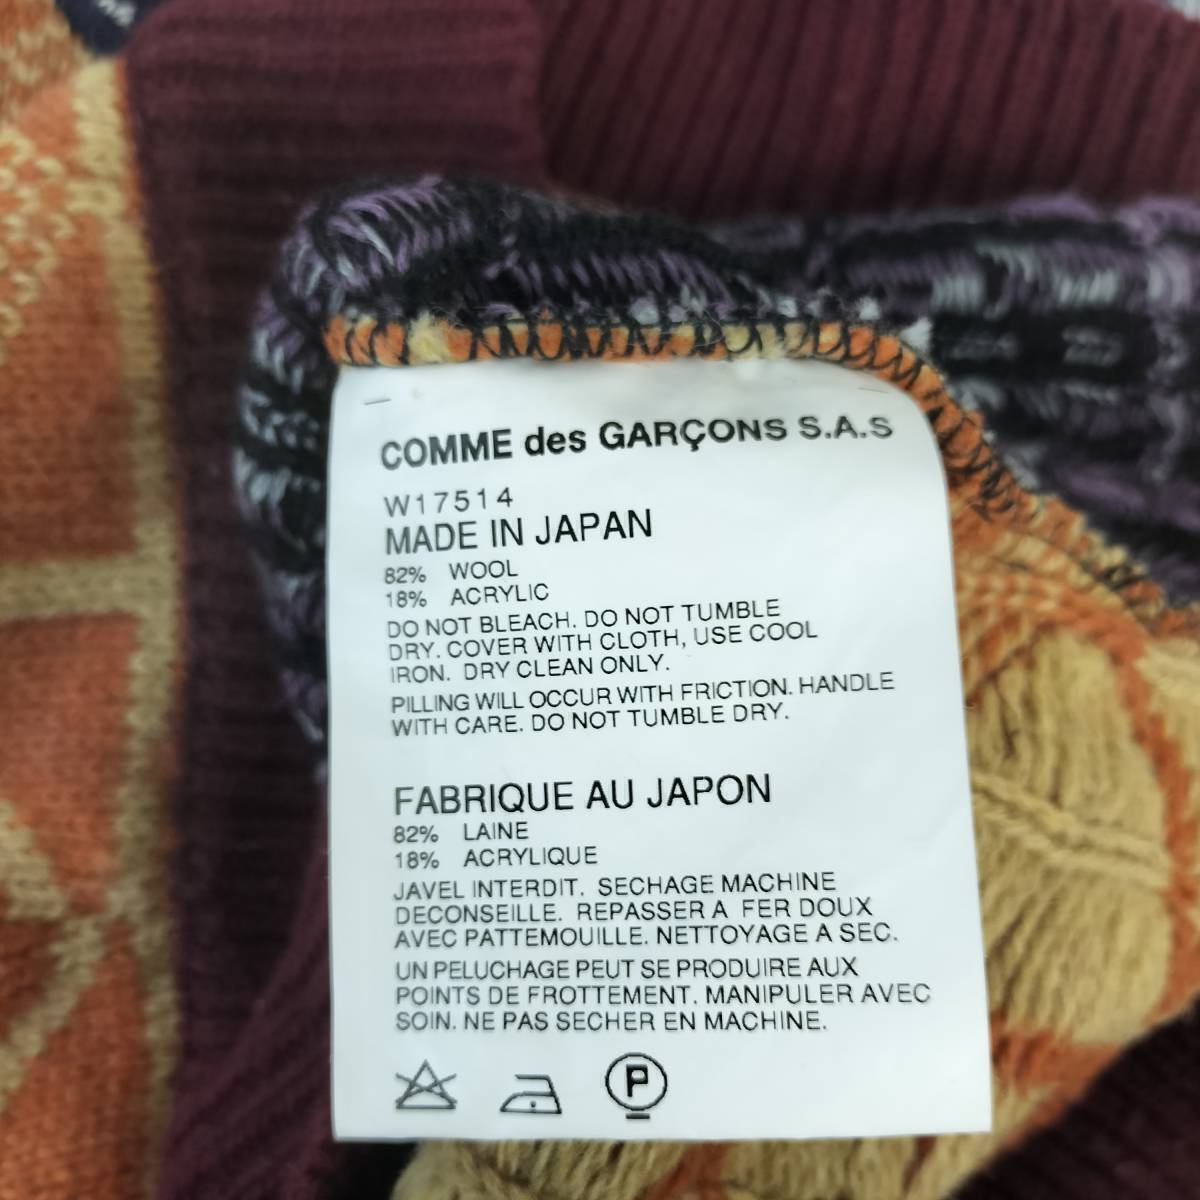 COMME des GARÇONS S.A.S
W17514
MADE IN JAPAN
82% WOOL
18% ACRYLIC
DO NOT BLEACH. DO NOT TUMBLE
DRY. COVER WITH CLOTH, USE COOL
IRON. DRY CLEAN ONLY.
PILLING WILL OCCUR WITH FRICTION. HANDLE
WITH CARE. DO NOT TUMBLE DRY.
FABRIQUE AU JAPON
82% LAINE
18% ACRYLIQUE
JAVEL INTERDIT. SECHAGE MACHINE
DECONSEILLE. REPASSER A FER DOUX
AVEC PATTEMOUILLE. NETTOYAGE A SEC.
UN PELUCHAGE PEUT SE PRODUIRE AUX
POINTS DE FROTTEMENT. MANIPULER AVEC
SOIN. NE PAS SECHER EN MACHINE.
P